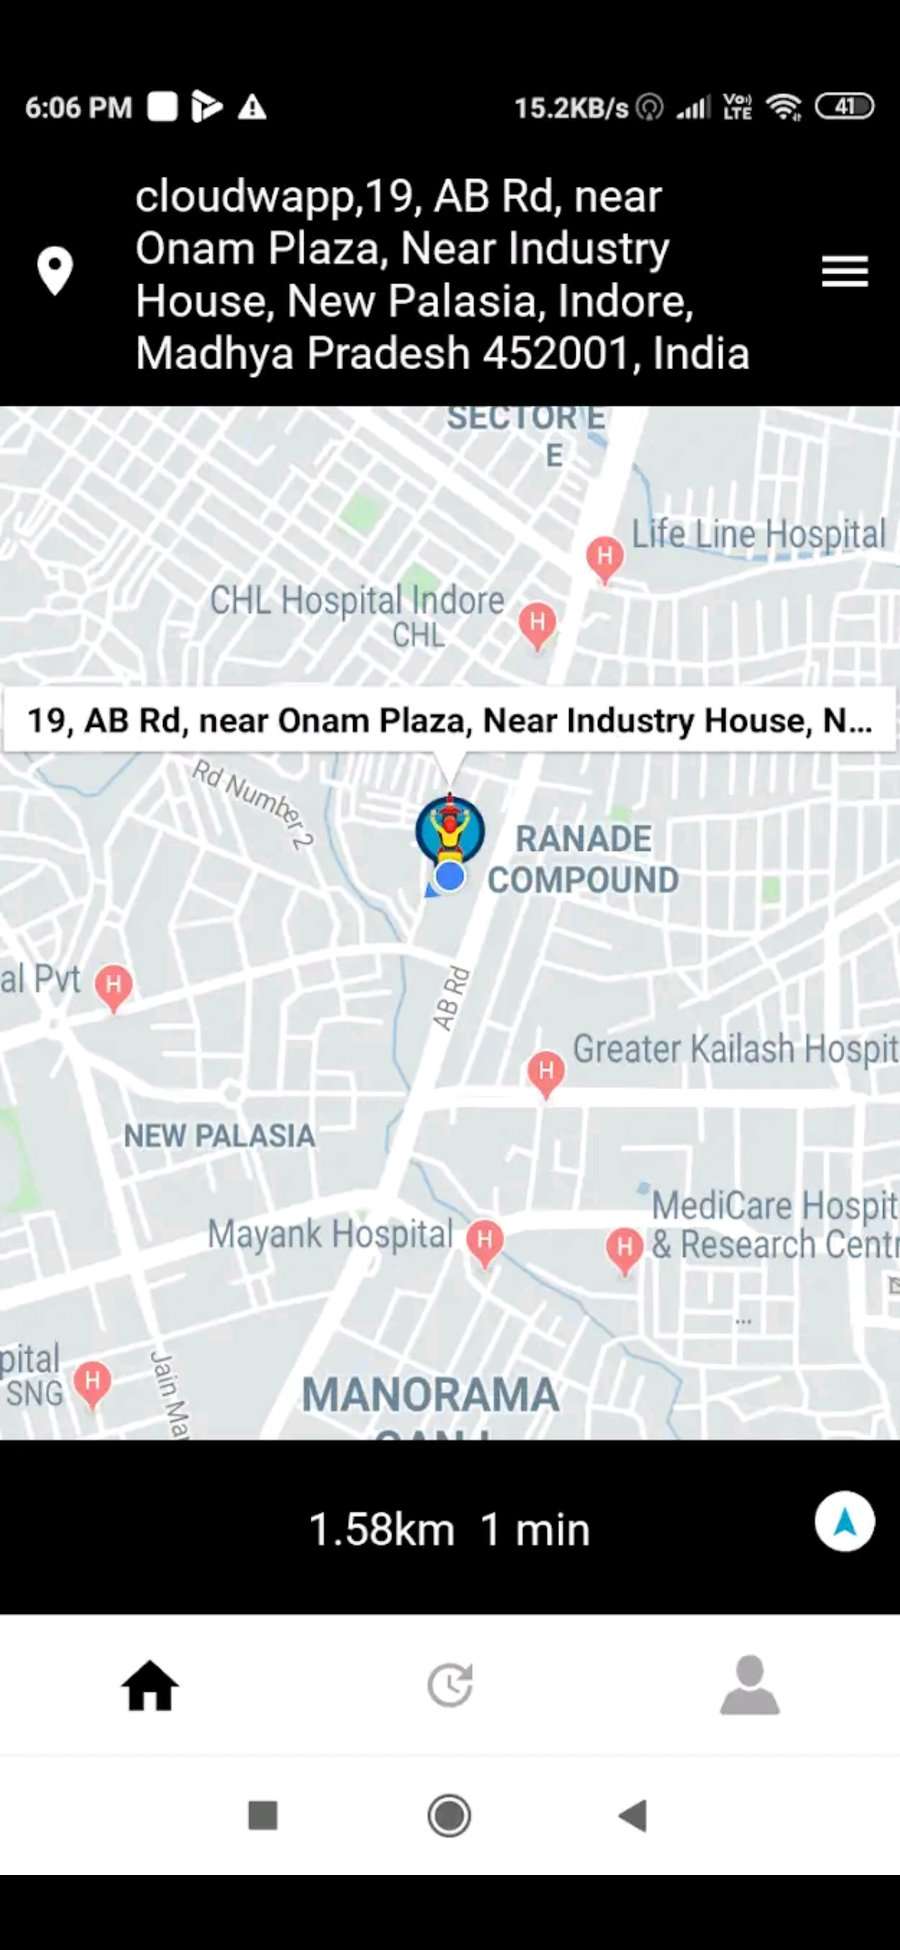 6:06 PM 15.2KB/s Vo) LTE 41
cloudwapp,19, AB Rd, near
Onam Plaza, Near Industry
House, New Palasia, Indore,
Madhya Pradesh 452001, India
SECTOR E
E
Life Line Hospital
H
CHL Hospital Indore
CHL
H
19, AB Rd, near Onam Plaza, Near Industry House, N...
Rd Number 2
RANADE
COMPOUND
al Pvt
H
AB Rd
Greater Kailash Hospit
H
NEW PALASIA
MediCare Hospit
& Research Centr
H
Mayank Hospital
H
...
pital
SNG
H
Jain Ma
MANORAMA
1.58km 1 min